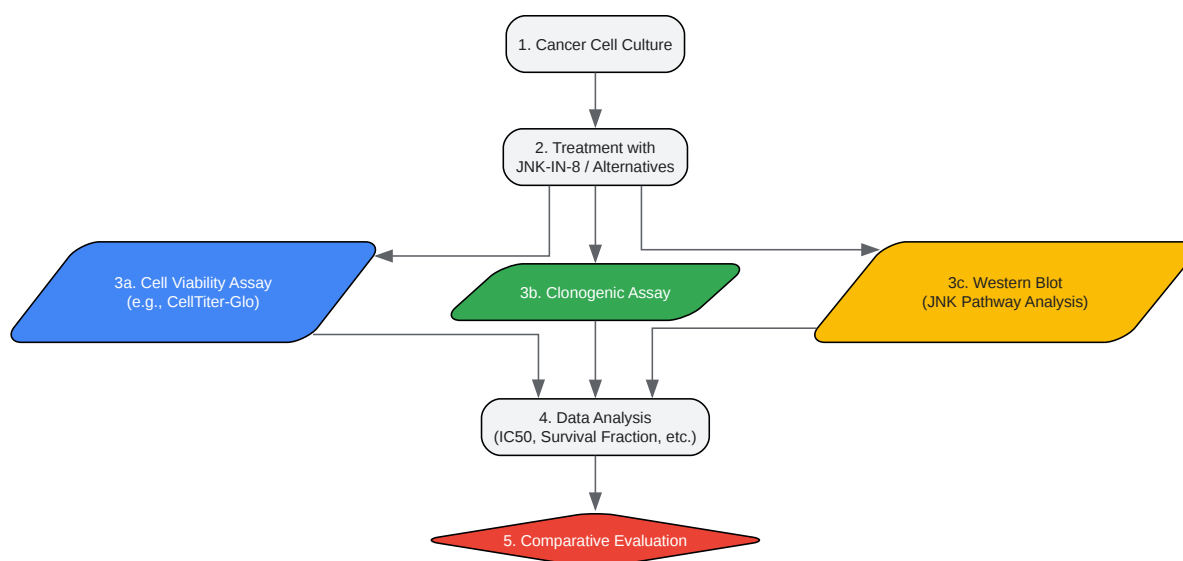 1. Cancer Cell Culture
2. Treatment with
JNK-IN-8 / Alternatives
3a. Cell Viability Assay
(e.g., CellTiter-Glo)
3b. Clonogenic Assay
3c. Western Blot
(JNK Pathway Analysis)
4. Data Analysis
(IC50, Survival Fraction, etc.)
5. Comparative Evaluation